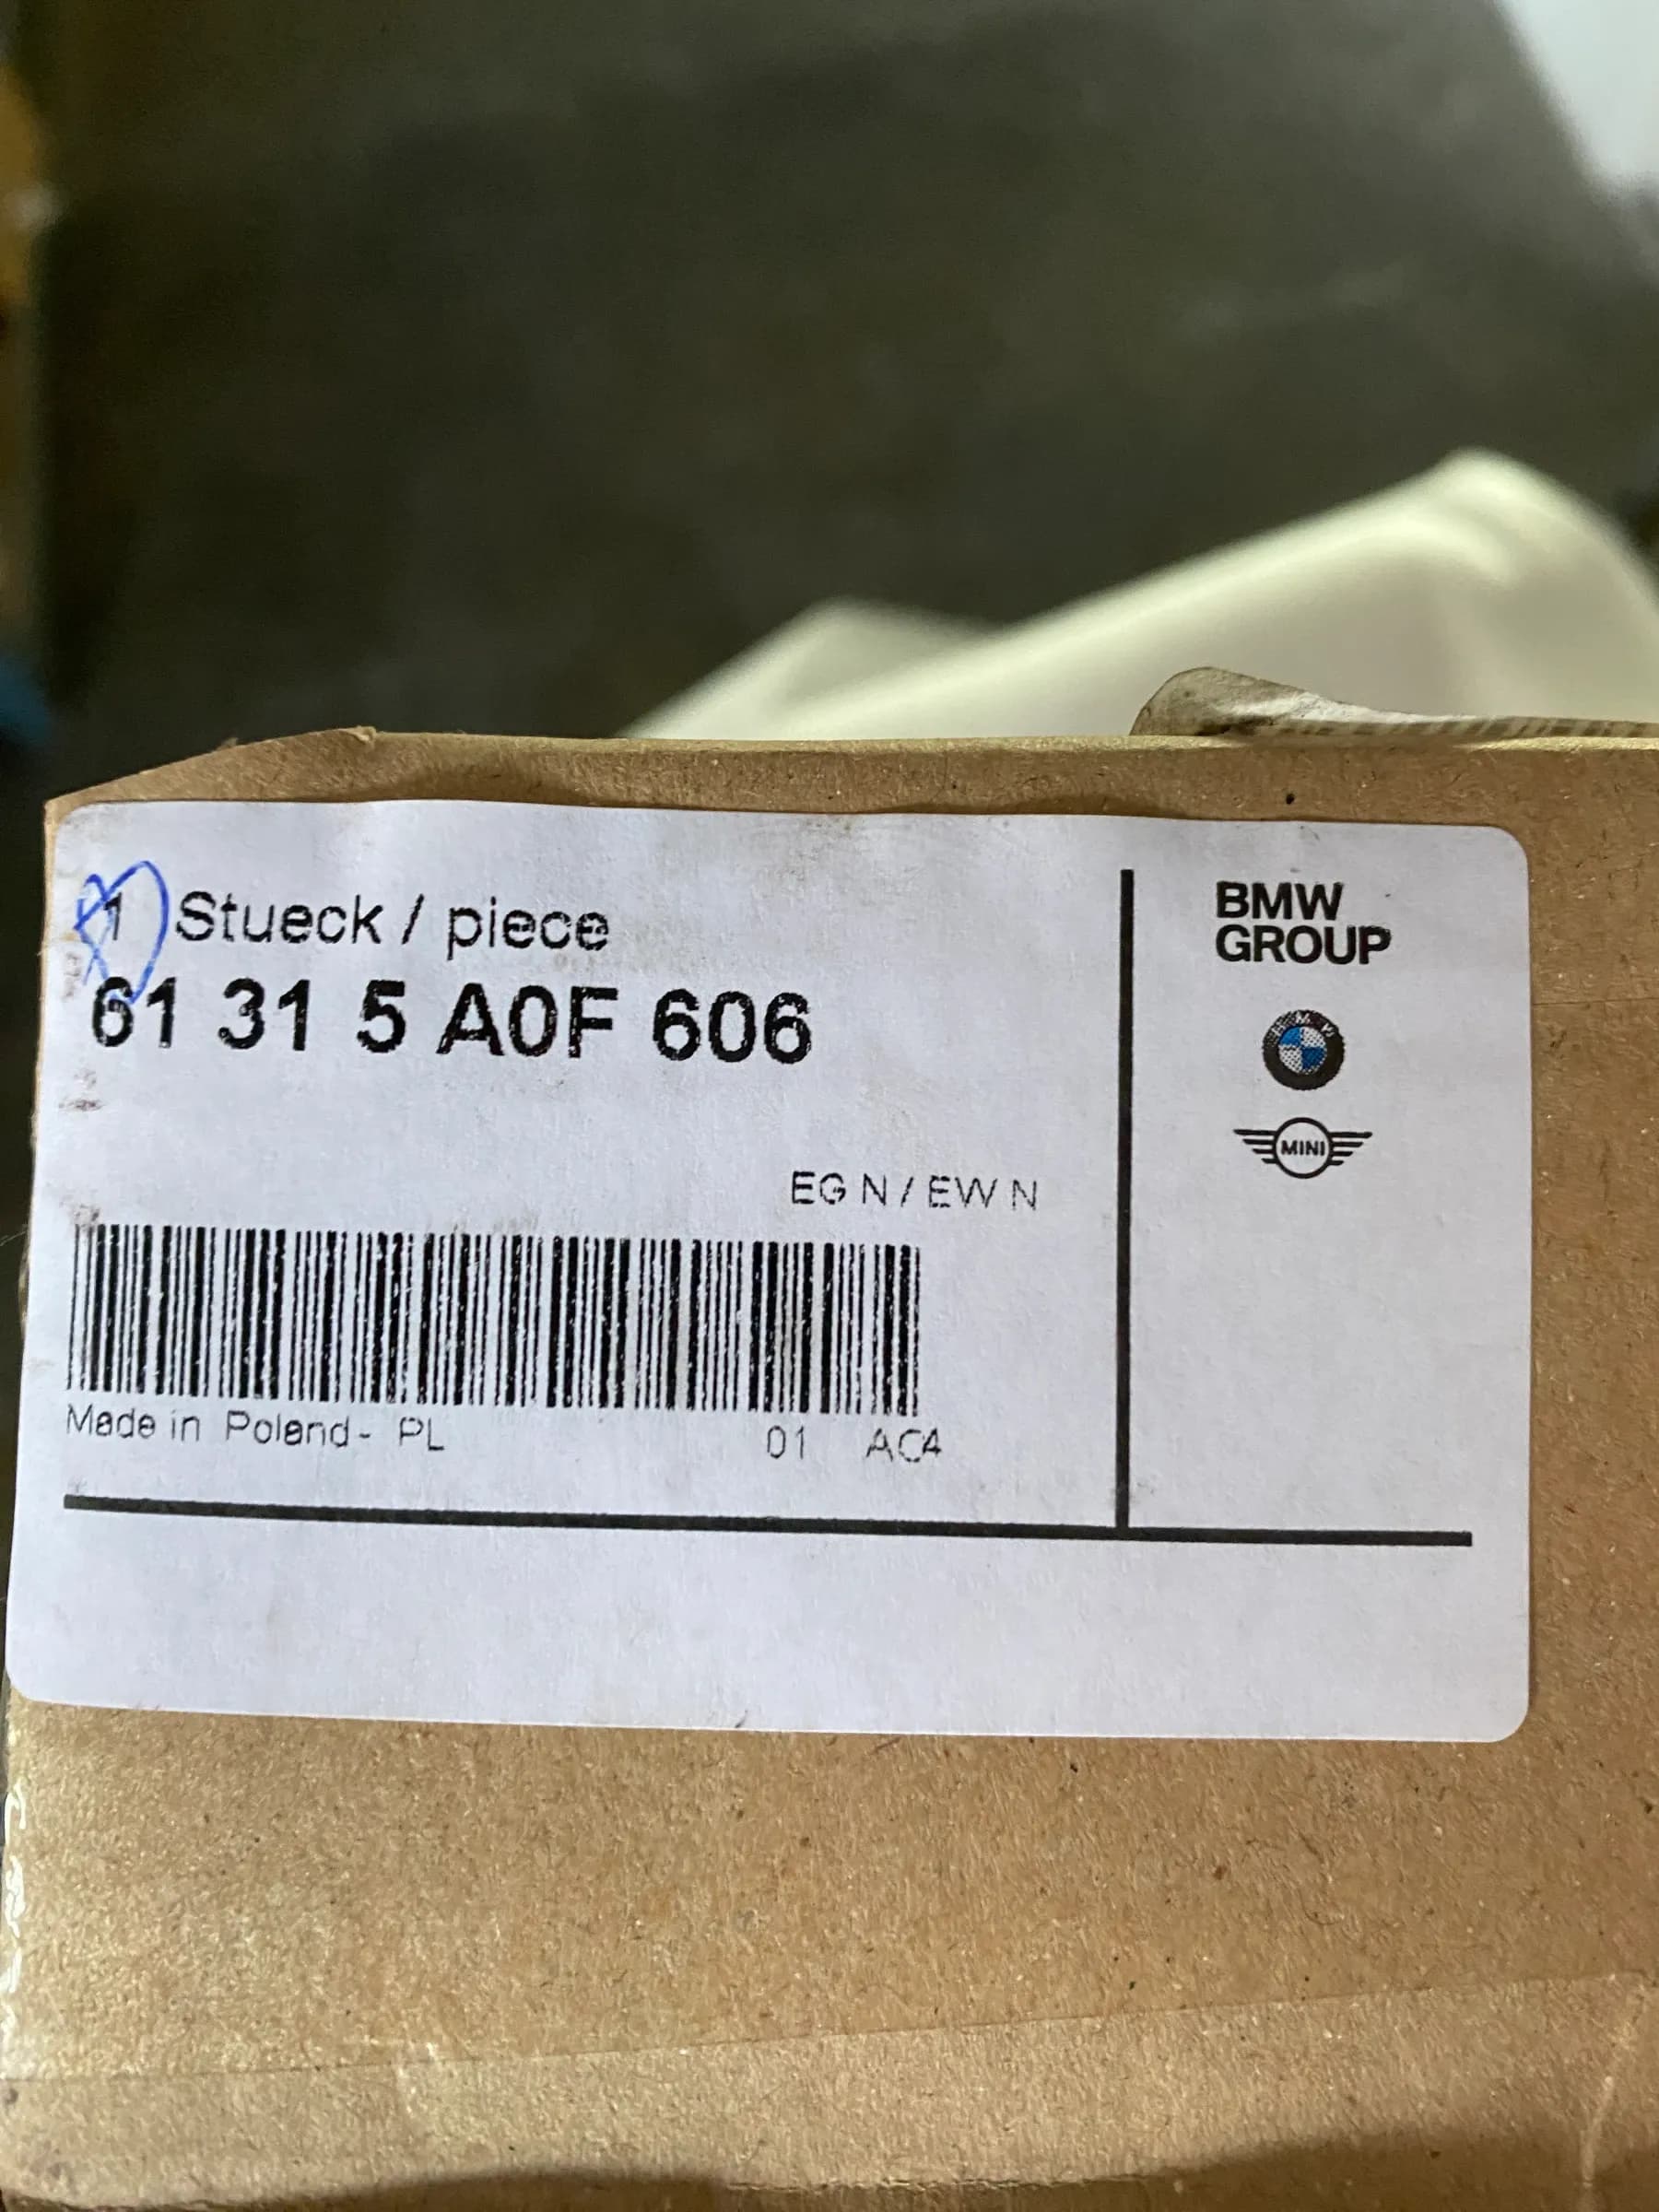 1 Stueck / piece
61 31 5 A0F 606
EG N / EW N
Made in Poland - PL 01 AC4
BMW
GROUP
BMW
MINI